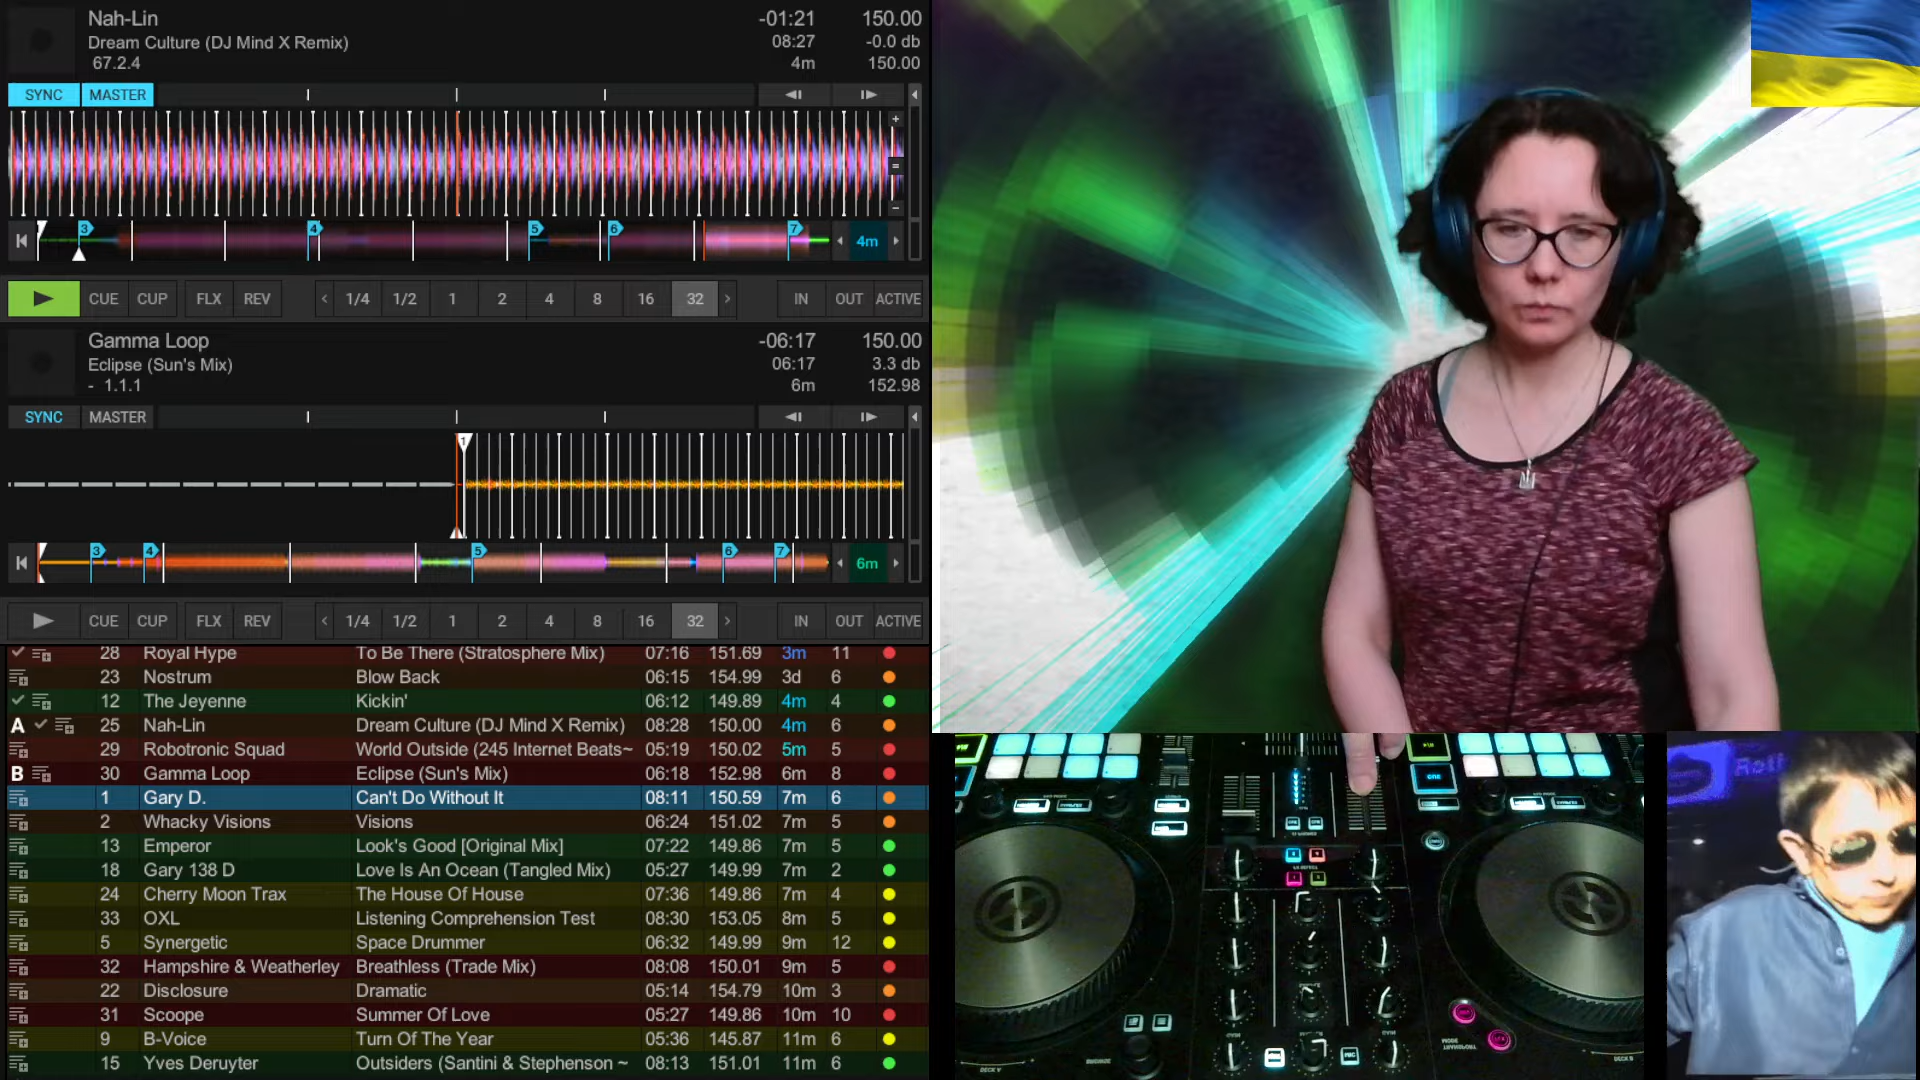 Nah-Lin -01:21 150.00
Dream Culture (DJ Mind X Remix) 08:27 -0.0 db
67.2.4 4m 150.00
SYNC MASTER
3 4 5 6 7 4m
CUE CUP FLX REV 1/4 1/2 1 2 4 8 16 32 IN OUT ACTIVE
Gamma Loop -06:17 150.00
Eclipse (Sun's Mix) 06:17 3.3 db
- 1.1.1 6m 152.98
SYNC MASTER
1
3 4 5 6 7 6m
CUE CUP FLX REV 1/4 1/2 1 2 4 8 16 32 IN OUT ACTIVE
28 Royal Hype To Be There (Stratosphere Mix) 07:16 151.69 3m 11
23 Nostrum Blow Back 06:15 154.99 3d 6
12 The Jeyenne Kickin' 06:12 149.89 4m 4
A 25 Nah-Lin Dream Culture (DJ Mind X Remix) 08:28 150.00 4m 6
29 Robotronic Squad World Outside (245 Internet Beats~ 05:19 150.02 5m 5
B 30 Gamma Loop Eclipse (Sun's Mix) 06:18 152.98 6m 8
1 Gary D. Can't Do Without It 08:11 150.59 7m 6
2 Whacky Visions Visions 06:24 151.02 7m 5
13 Emperor Look's Good [Original Mix] 07:22 149.86 7m 5
18 Gary 138 D Love Is An Ocean (Tangled Mix) 05:27 149.99 7m 2
24 Cherry Moon Trax The House Of House 07:36 149.86 7m 4
33 OXL Listening Comprehension Test 08:30 153.05 8m 5
5 Synergetic Space Drummer 06:32 149.99 9m 12
32 Hampshire & Weatherley Breathless (Trade Mix) 08:08 150.01 9m 5
22 Disclosure Dramatic 05:14 154.79 10m 3
31 Scoope Summer Of Love 05:27 149.86 10m 10
9 B-Voice Turn Of The Year 05:36 145.87 11m 6
15 Yves Deruyter Outsiders (Santini & Stephenson ~ 08:13 151.01 11m 6